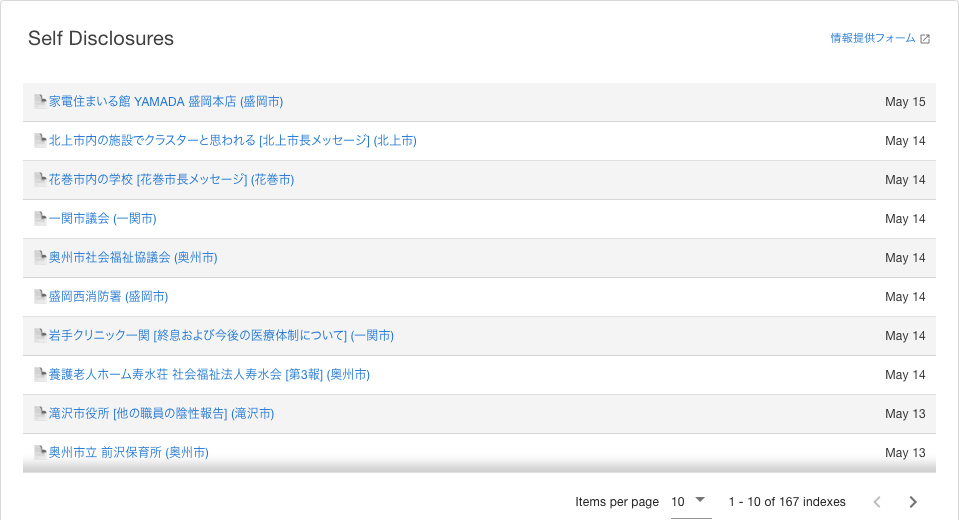 Self Disclosures
情報提供フォーム
家電住まいる館 YAMADA 盛岡本店 (盛岡市) May 15
北上市内の施設でクラスターと思われる [北上市長メッセージ] (北上市) May 14
花巻市内の学校 [花巻市長メッセージ] (花巻市) May 14
一関市議会 (一関市) May 14
奥州市社会福祉協議会 (奥州市) May 14
盛岡西消防署 (盛岡市) May 14
岩手クリニック一関 [終息および今後の医療体制について] (一関市) May 14
養護老人ホーム寿水荘 社会福祉法人寿水会 [第3報] (奥州市) May 14
滝沢市役所 [他の職員の陰性報告] (滝沢市) May 13
奥州市立 前沢保育所 (奥州市) May 13
Items per page 10 1 - 10 of 167 indexes